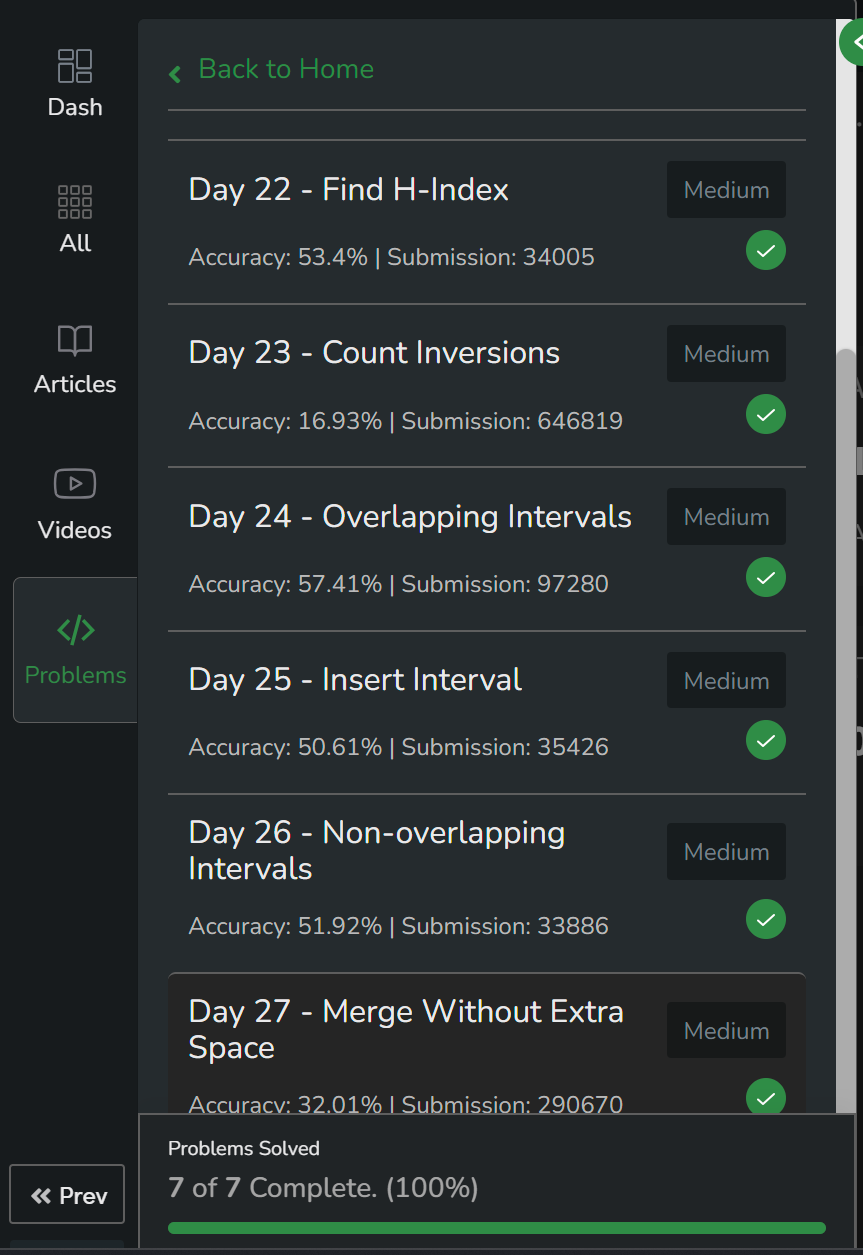 Dash
All
Articles
Videos
Problems
Prev
Back to Home
Day 22 - Find H-Index
Medium
Accuracy: 53.4% | Submission: 34005
Day 23 - Count Inversions
Medium
Accuracy: 16.93% | Submission: 646819
Day 24 - Overlapping Intervals
Medium
Accuracy: 57.41% | Submission: 97280
Day 25 - Insert Interval
Medium
Accuracy: 50.61% | Submission: 35426
Day 26 - Non-overlapping
Intervals
Medium
Accuracy: 51.92% | Submission: 33886
Day 27 - Merge Without Extra
Space
Medium
Accuracy: 32.01% | Submission: 290670
Problems Solved
7 of 7 Complete. (100%)